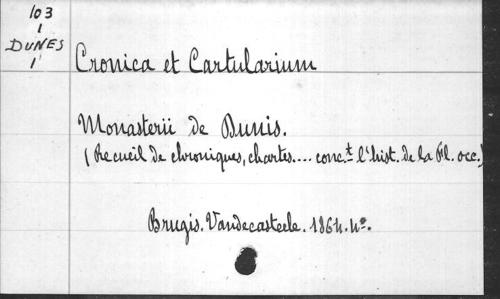 103
1
DUNES
1
Cronica et Cartularium
Monasterii de Dunis.
(Recueil de chroniques, chartes.... conc.t l'hist. de la Fl. occ.)
Brugis. Vandecasteele. 1864. 4º.